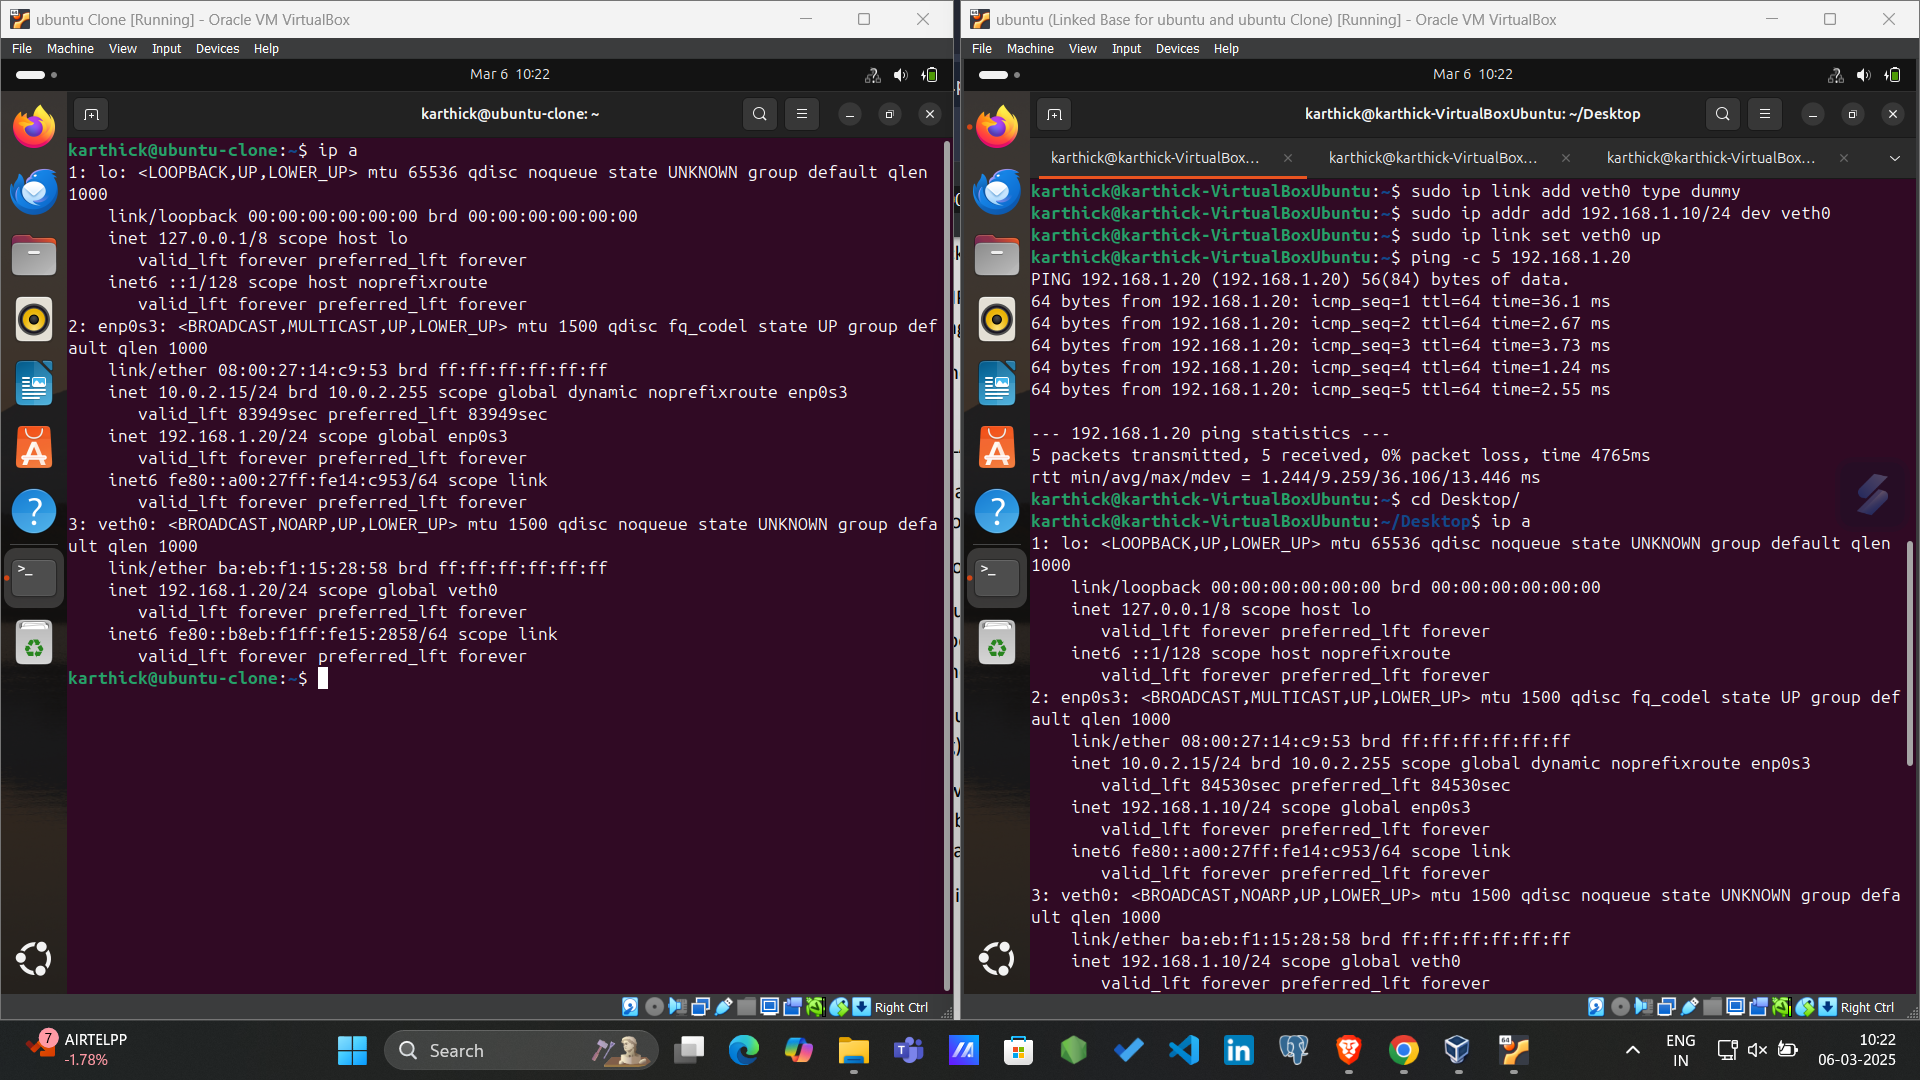 ubuntu Clone [Running] - Oracle VM VirtualBox
File Machine View Input Devices Help
Mar 6 10:22
karthick@ubuntu-clone: ~
karthick@ubuntu-clone:~$ ip a
1: lo: <LOOPBACK,UP,LOWER_UP> mtu 65536 qdisc noqueue state UNKNOWN group default qlen
1000
link/loopback 00:00:00:00:00:00 brd 00:00:00:00:00:00
inet 127.0.0.1/8 scope host lo
valid_lft forever preferred_lft forever
inet6 ::1/128 scope host noprefixroute
valid_lft forever preferred_lft forever
2: enp0s3: <BROADCAST,MULTICAST,UP,LOWER_UP> mtu 1500 qdisc fq_codel state UP group def
ault qlen 1000
link/ether 08:00:27:14:c9:53 brd ff:ff:ff:ff:ff:ff
inet 10.0.2.15/24 brd 10.0.2.255 scope global dynamic noprefixroute enp0s3
valid_lft 83949sec preferred_lft 83949sec
inet 192.168.1.20/24 scope global enp0s3
valid_lft forever preferred_lft forever
inet6 fe80::a00:27ff:fe14:c953/64 scope link
valid_lft forever preferred_lft forever
3: veth0: <BROADCAST,NOARP,UP,LOWER_UP> mtu 1500 qdisc noqueue state UNKNOWN group defa
ult qlen 1000
link/ether ba:eb:f1:15:28:58 brd ff:ff:ff:ff:ff:ff
inet 192.168.1.20/24 scope global veth0
valid_lft forever preferred_lft forever
inet6 fe80::b8eb:f1ff:fe15:2858/64 scope link
valid_lft forever preferred_lft forever
karthick@ubuntu-clone:~$
Right Ctrl
ubuntu (Linked Base for ubuntu and ubuntu Clone) [Running] - Oracle VM VirtualBox
File Machine View Input Devices Help
Mar 6 10:22
karthick@karthick-VirtualBoxUbuntu: ~/Desktop
karthick@karthick-VirtualBox... karthick@karthick-VirtualBox... karthick@karthick-VirtualBox...
karthick@karthick-VirtualBoxUbuntu:~$ sudo ip link add veth0 type dummy
karthick@karthick-VirtualBoxUbuntu:~$ sudo ip addr add 192.168.1.10/24 dev veth0
karthick@karthick-VirtualBoxUbuntu:~$ sudo ip link set veth0 up
karthick@karthick-VirtualBoxUbuntu:~$ ping -c 5 192.168.1.20
PING 192.168.1.20 (192.168.1.20) 56(84) bytes of data.
64 bytes from 192.168.1.20: icmp_seq=1 ttl=64 time=36.1 ms
64 bytes from 192.168.1.20: icmp_seq=2 ttl=64 time=2.67 ms
64 bytes from 192.168.1.20: icmp_seq=3 ttl=64 time=3.73 ms
64 bytes from 192.168.1.20: icmp_seq=4 ttl=64 time=1.24 ms
64 bytes from 192.168.1.20: icmp_seq=5 ttl=64 time=2.55 ms
--- 192.168.1.20 ping statistics ---
5 packets transmitted, 5 received, 0% packet loss, time 4765ms
rtt min/avg/max/mdev = 1.244/9.259/36.106/13.446 ms
karthick@karthick-VirtualBoxUbuntu:~$ cd Desktop/
karthick@karthick-VirtualBoxUbuntu:~/Desktop$ ip a
1: lo: <LOOPBACK,UP,LOWER_UP> mtu 65536 qdisc noqueue state UNKNOWN group default qlen
1000
link/loopback 00:00:00:00:00:00 brd 00:00:00:00:00:00
inet 127.0.0.1/8 scope host lo
valid_lft forever preferred_lft forever
inet6 ::1/128 scope host noprefixroute
valid_lft forever preferred_lft forever
2: enp0s3: <BROADCAST,MULTICAST,UP,LOWER_UP> mtu 1500 qdisc fq_codel state UP group def
ault qlen 1000
link/ether 08:00:27:14:c9:53 brd ff:ff:ff:ff:ff:ff
inet 10.0.2.15/24 brd 10.0.2.255 scope global dynamic noprefixroute enp0s3
valid_lft 84530sec preferred_lft 84530sec
inet 192.168.1.10/24 scope global enp0s3
valid_lft forever preferred_lft forever
inet6 fe80::a00:27ff:fe14:c953/64 scope link
valid_lft forever preferred_lft forever
3: veth0: <BROADCAST,NOARP,UP,LOWER_UP> mtu 1500 qdisc noqueue state UNKNOWN group defa
ult qlen 1000
link/ether ba:eb:f1:15:28:58 brd ff:ff:ff:ff:ff:ff
inet 192.168.1.10/24 scope global veth0
valid_lft forever preferred_lft forever
Right Ctrl
7
AIRTELPP
-1.78%
Search
ENG
IN
10:22
06-03-2025